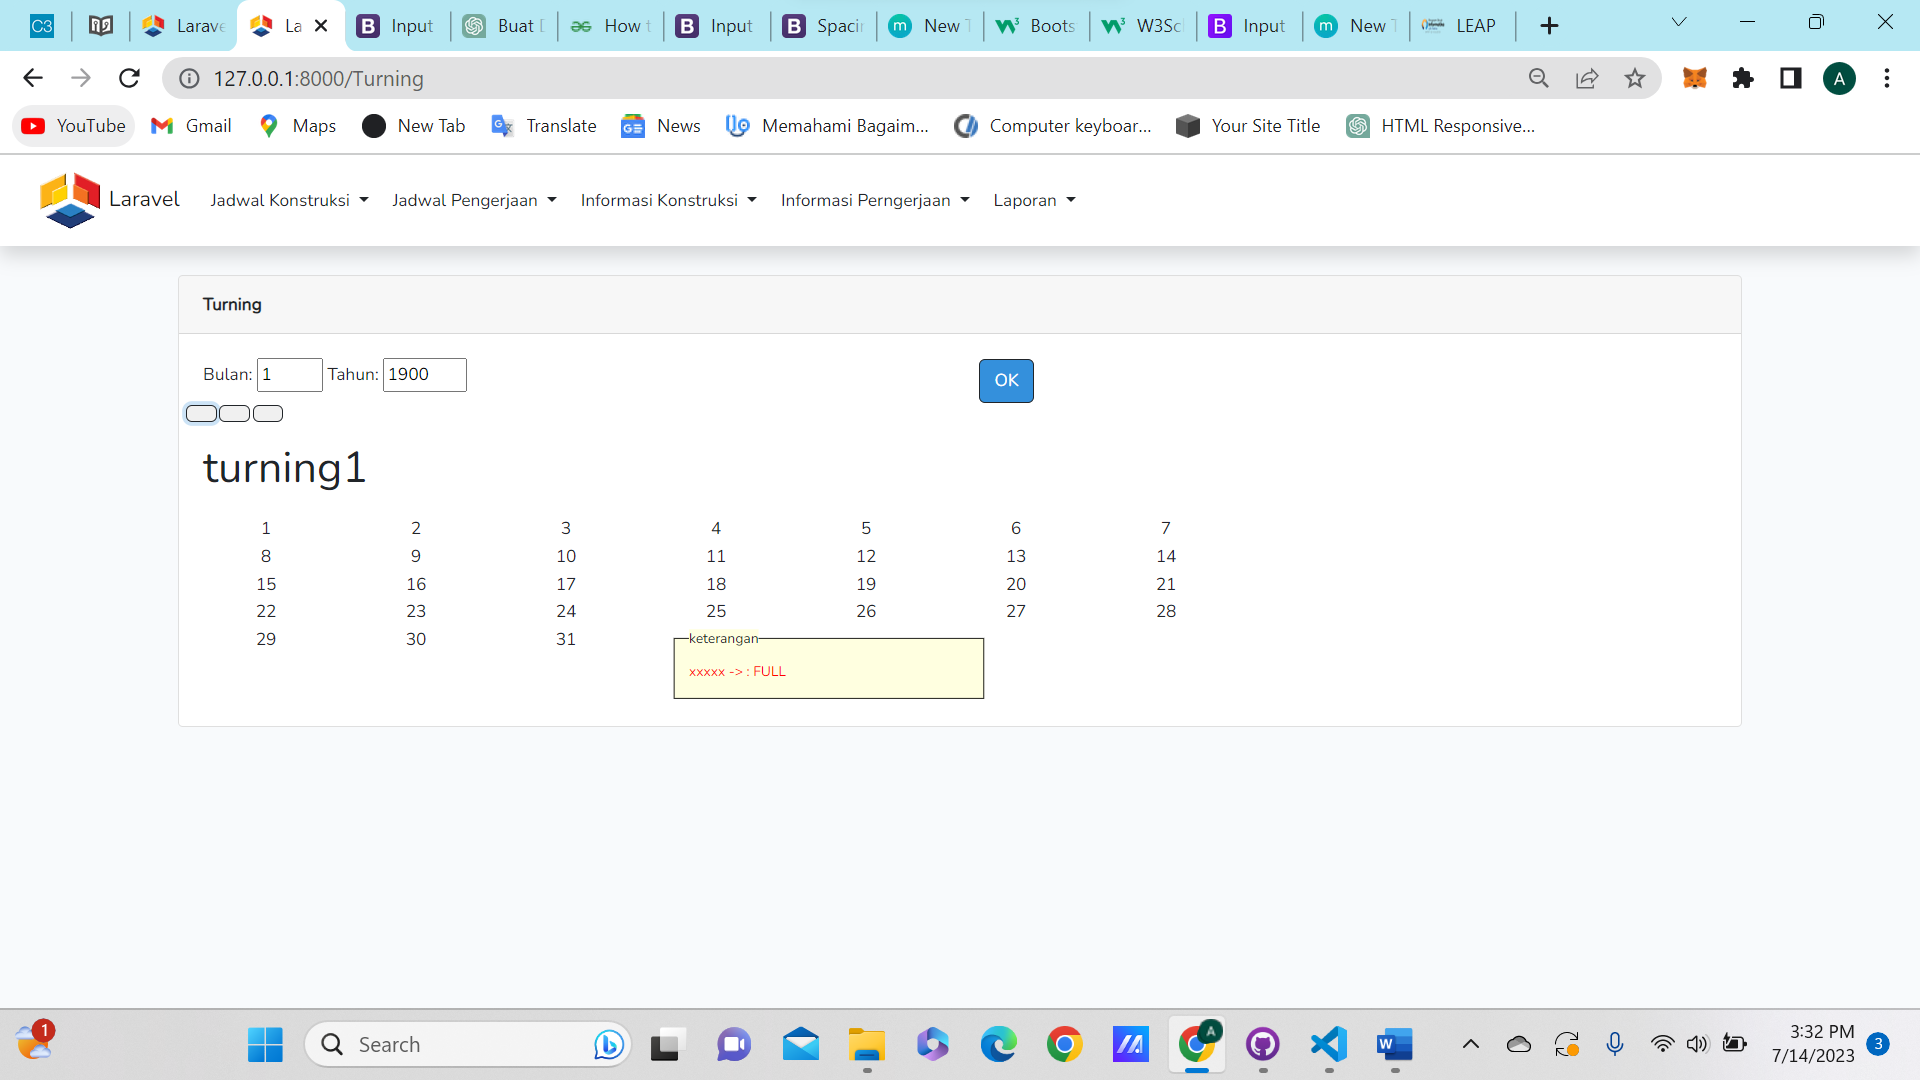 C3 Larave La Input Buat How t Input Spaci New T Boots W3Sc Input New T LEAP
127.0.0.1:8000/Turning
YouTube Gmail Maps New Tab Translate News Memahami Bagaim... Computer keyboar... Your Site Title HTML Responsive...
Laravel Jadwal Konstruksi Jadwal Pengerjaan Informasi Konstruksi Informasi Perngerjaan Laporan
Turning
Bulan: 1 Tahun: 1900 OK
turning1
1 2 3 4 5 6 7
8 9 10 11 12 13 14
15 16 17 18 19 20 21
22 23 24 25 26 27 28
29 30 31
keterangan
xxxxx -> : FULL
1 Search A 3:32 PM
7/14/2023 3